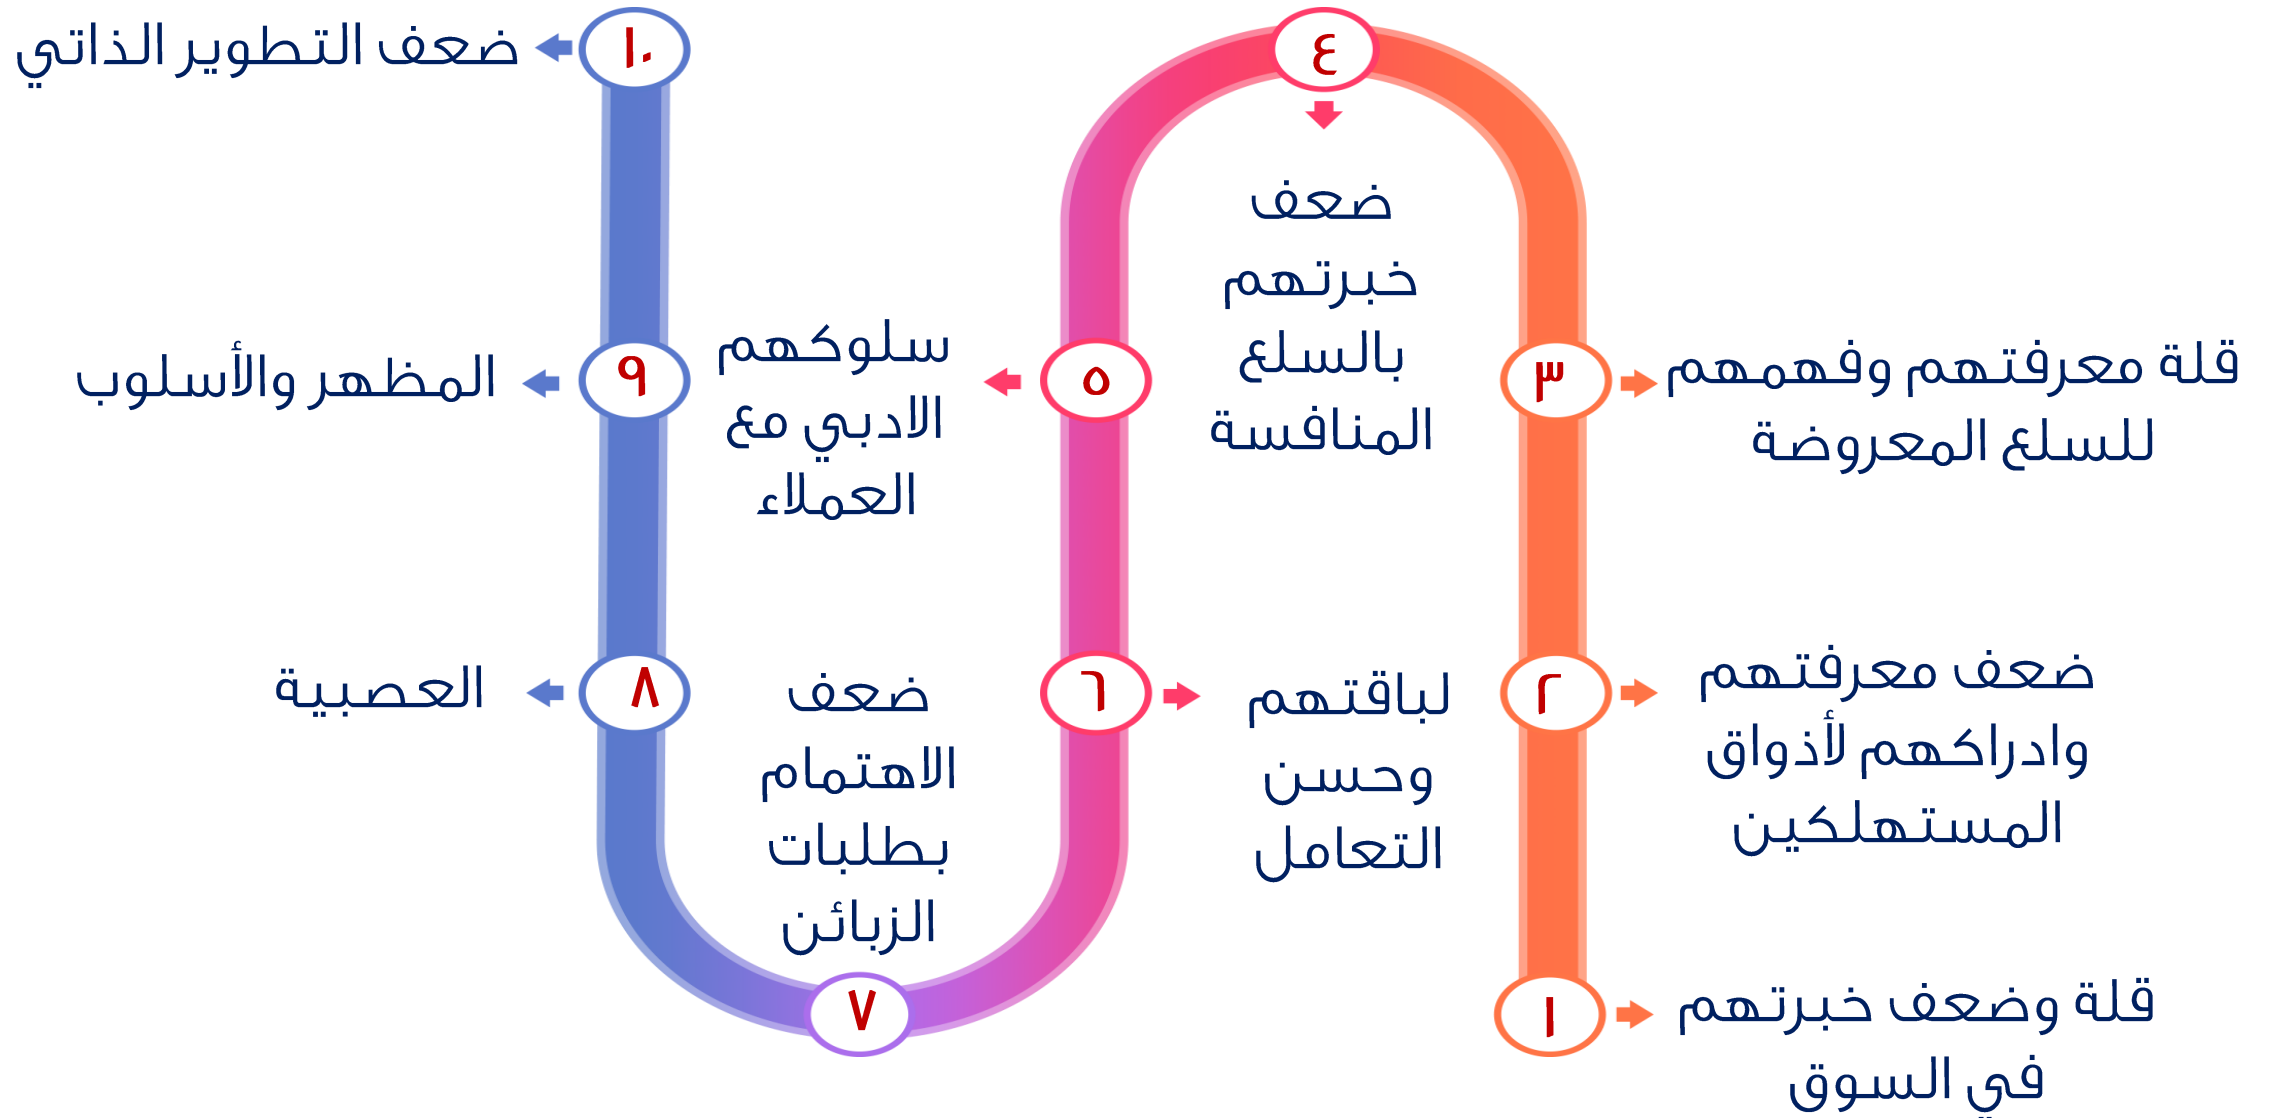 ١
قلة وضعف خبرتهم
في السوق
٢
ضعف معرفتهم
وادراكهم لأذواق
المستهلكين
٣
قلة معرفتهم وفهمهم
للسلع المعروضة
٤
ضعف
خبرتهم
بالسلع
المنافسة
٥
سلوكهم
الادبي مع
العملاء
٦
لباقتهم
وحسن
التعامل
٧
ضعف
الاهتمام
بطلبات
الزبائن
٨
العصبية
٩
المظهر والأسلوب
١٠
ضعف التطوير الذاتي